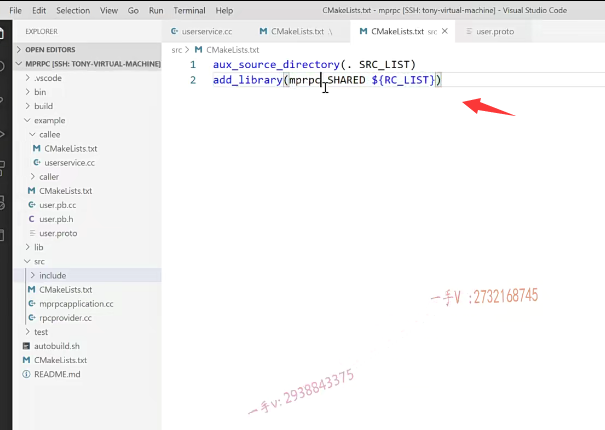 File Edit Selection View Go Run Terminal Help
CMakeLists.txt - mprpc [SSH: tony-virtual-machine] - Visual Studio Code
EXPLORER
userservice.cc
CMakeLists.txt .\
CMakeLists.txt src
user.proto
OPEN EDITORS
MPRPC [SSH: TONY-VIRTUAL-MACHINE]
.vscode
bin
build
example
callee
CMakeLists.txt
userservice.cc
caller
CMakeLists.txt
user.pb.cc
user.pb.h
user.proto
lib
src
include
CMakeLists.txt
mprpcapplication.cc
rpcprovider.cc
test
autobuild.sh
CMakeLists.txt
README.md
src > CMakeLists.txt
1 aux_source_directory(. SRC_LIST)
2 add_library(mprpc SHARED ${RC_LIST})
一手V :2732168745
一手v: 2938843375